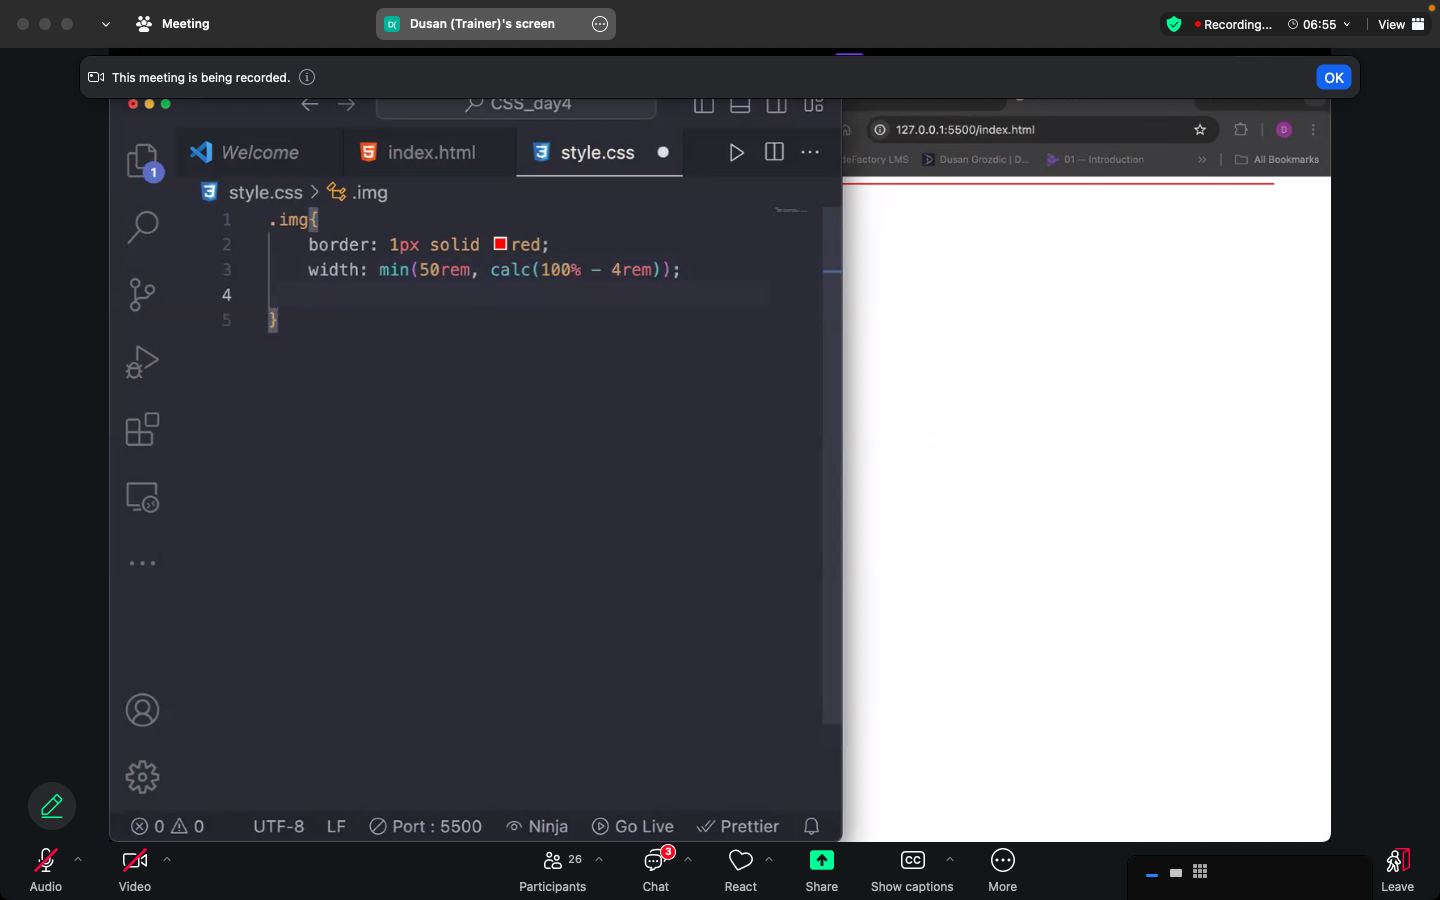 Meeting
D( Dusan (Trainer)'s screen
Recording...
06:55
View
This meeting is being recorded.
OK
CSS_day4
1
Welcome
index.html
style.css
style.css > .img
1 .img{
2 border: 1px solid red;
3 width: min(50rem, calc(100% - 4rem));
4
5 }
127.0.0.1:5500/index.html
D
deFactory LMS
Dusan Grozdic | D...
01 — Introduction
»
All Bookmarks
0 0
UTF-8
LF
Port : 5500
Ninja
Go Live
Prettier
Audio
Video
26
Participants
3
Chat
React
Share
CC
Show captions
More
Leave